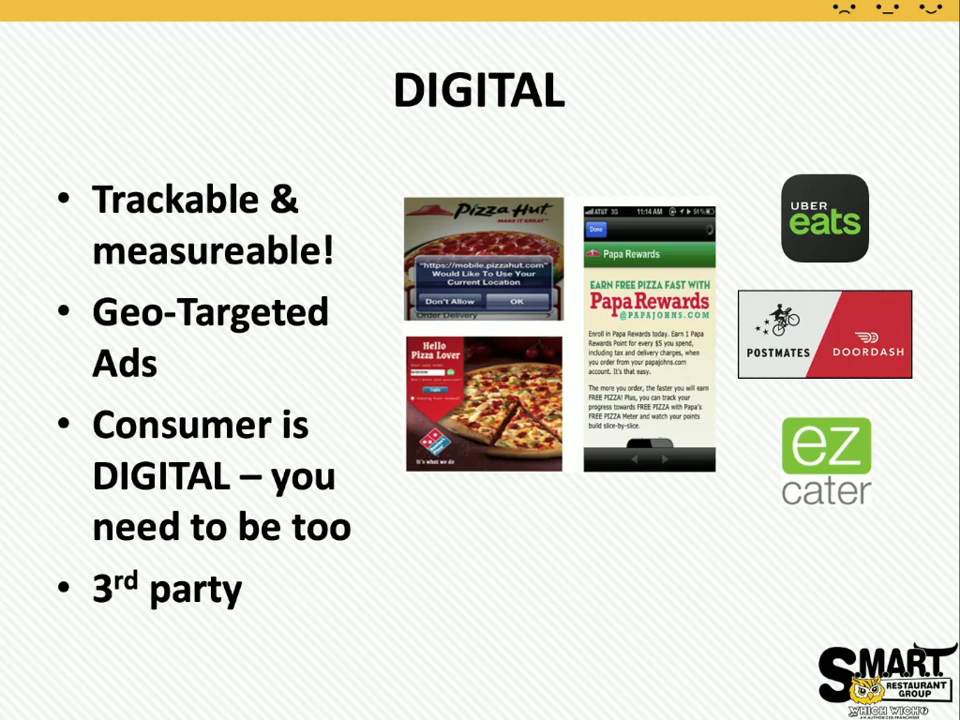 DIGITAL
• Trackable &
measureable!
• Geo-Targeted
Ads
• Consumer is
DIGITAL – you
need to be too
• 3rd party
Pizza Hut
MAKE IT GREAT
"https://mobile.pizzahut.com"
Would Like To Use Your
Current Location
Don't Allow
OK
Order Delivery
Hello
Pizza Lover
It's what we do
AT&T 3G
11:14 AM
51%
Done
Papa Rewards
EARN FREE PIZZA FAST WITH
Papa Rewards
@PAPAJOHNS.COM
Enroll in Papa Rewards today. Earn 1 Papa
Rewards Point for every $5 you spend,
including tax and delivery charges, when
you order from your papajohns.com
account. It's that easy.
The more you order, the faster you will earn
FREE PIZZA! Plus, you can track your
progress towards FREE PIZZA with Papa's
FREE PIZZA Meter and watch your points
build slice-by-slice.
UBER
eats
POSTMATES
DOORDASH
ez
cater
S.M.A.R.T.
RESTAURANT
GROUP
WHICH WICH?
AN AUTHORIZED FRANCHISEE